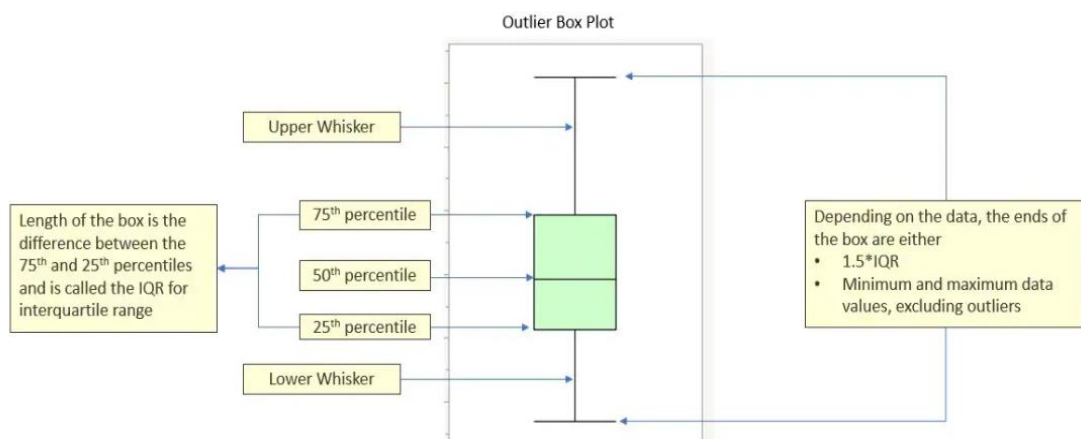 Outlier Box Plot
Upper Whisker
75th percentile
Length of the box is the
difference between the
75th and 25th percentiles
and is called the IQR for
interquartile range
50th percentile
25th percentile
Lower Whisker
Depending on the data, the ends of
the box are either
• 1.5*IQR
• Minimum and maximum data
values, excluding outliers